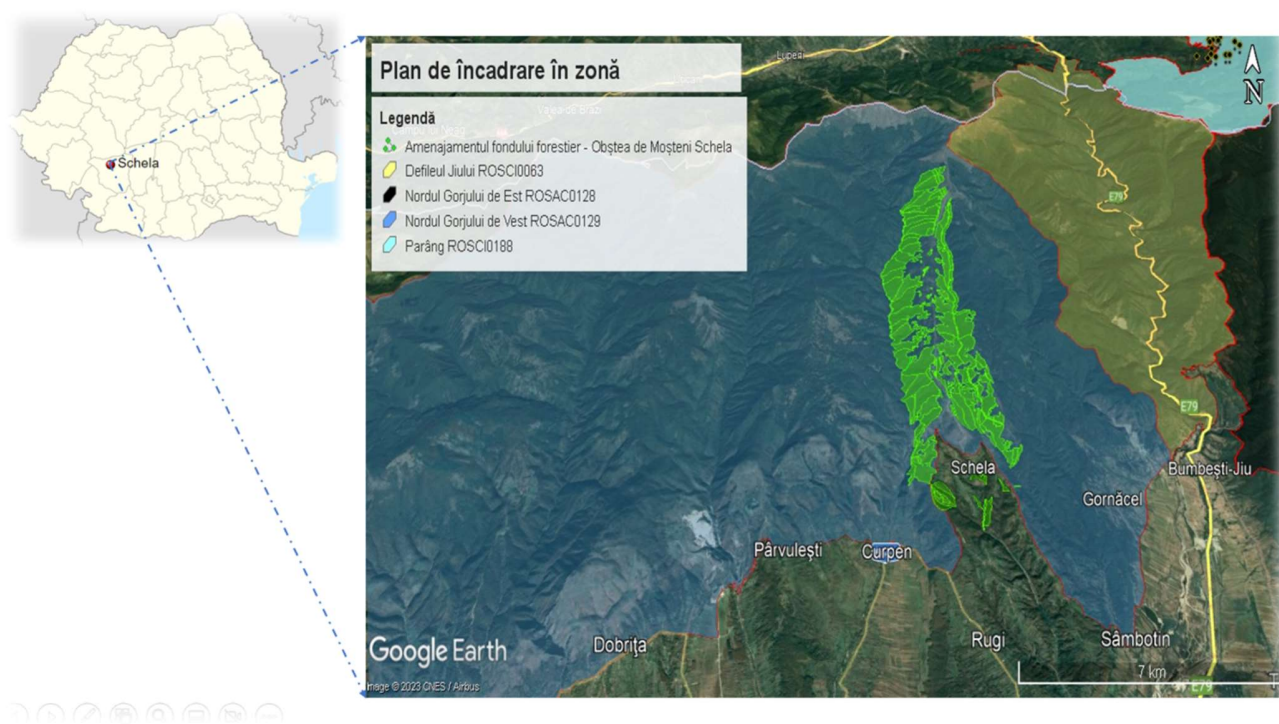 Schela
Plan de încadrare în zonă
Legendă
Amenajamentul fondului forestier - Obștea de Moșteni Schela
Defileul Jiului ROSCI0063
Nordul Gorjului de Est ROSAC0128
Nordul Gorjului de Vest ROSAC0129
Parâng ROSCI0188
Lupeni
N
E79
E79
Schela
Bumbești-Jiu
Gornăcel
Pârvulești
Curpen
Dobrița
Rugi
Sâmbotin
Google Earth
7 km
Image © 2023 CNES / Airbus
E79